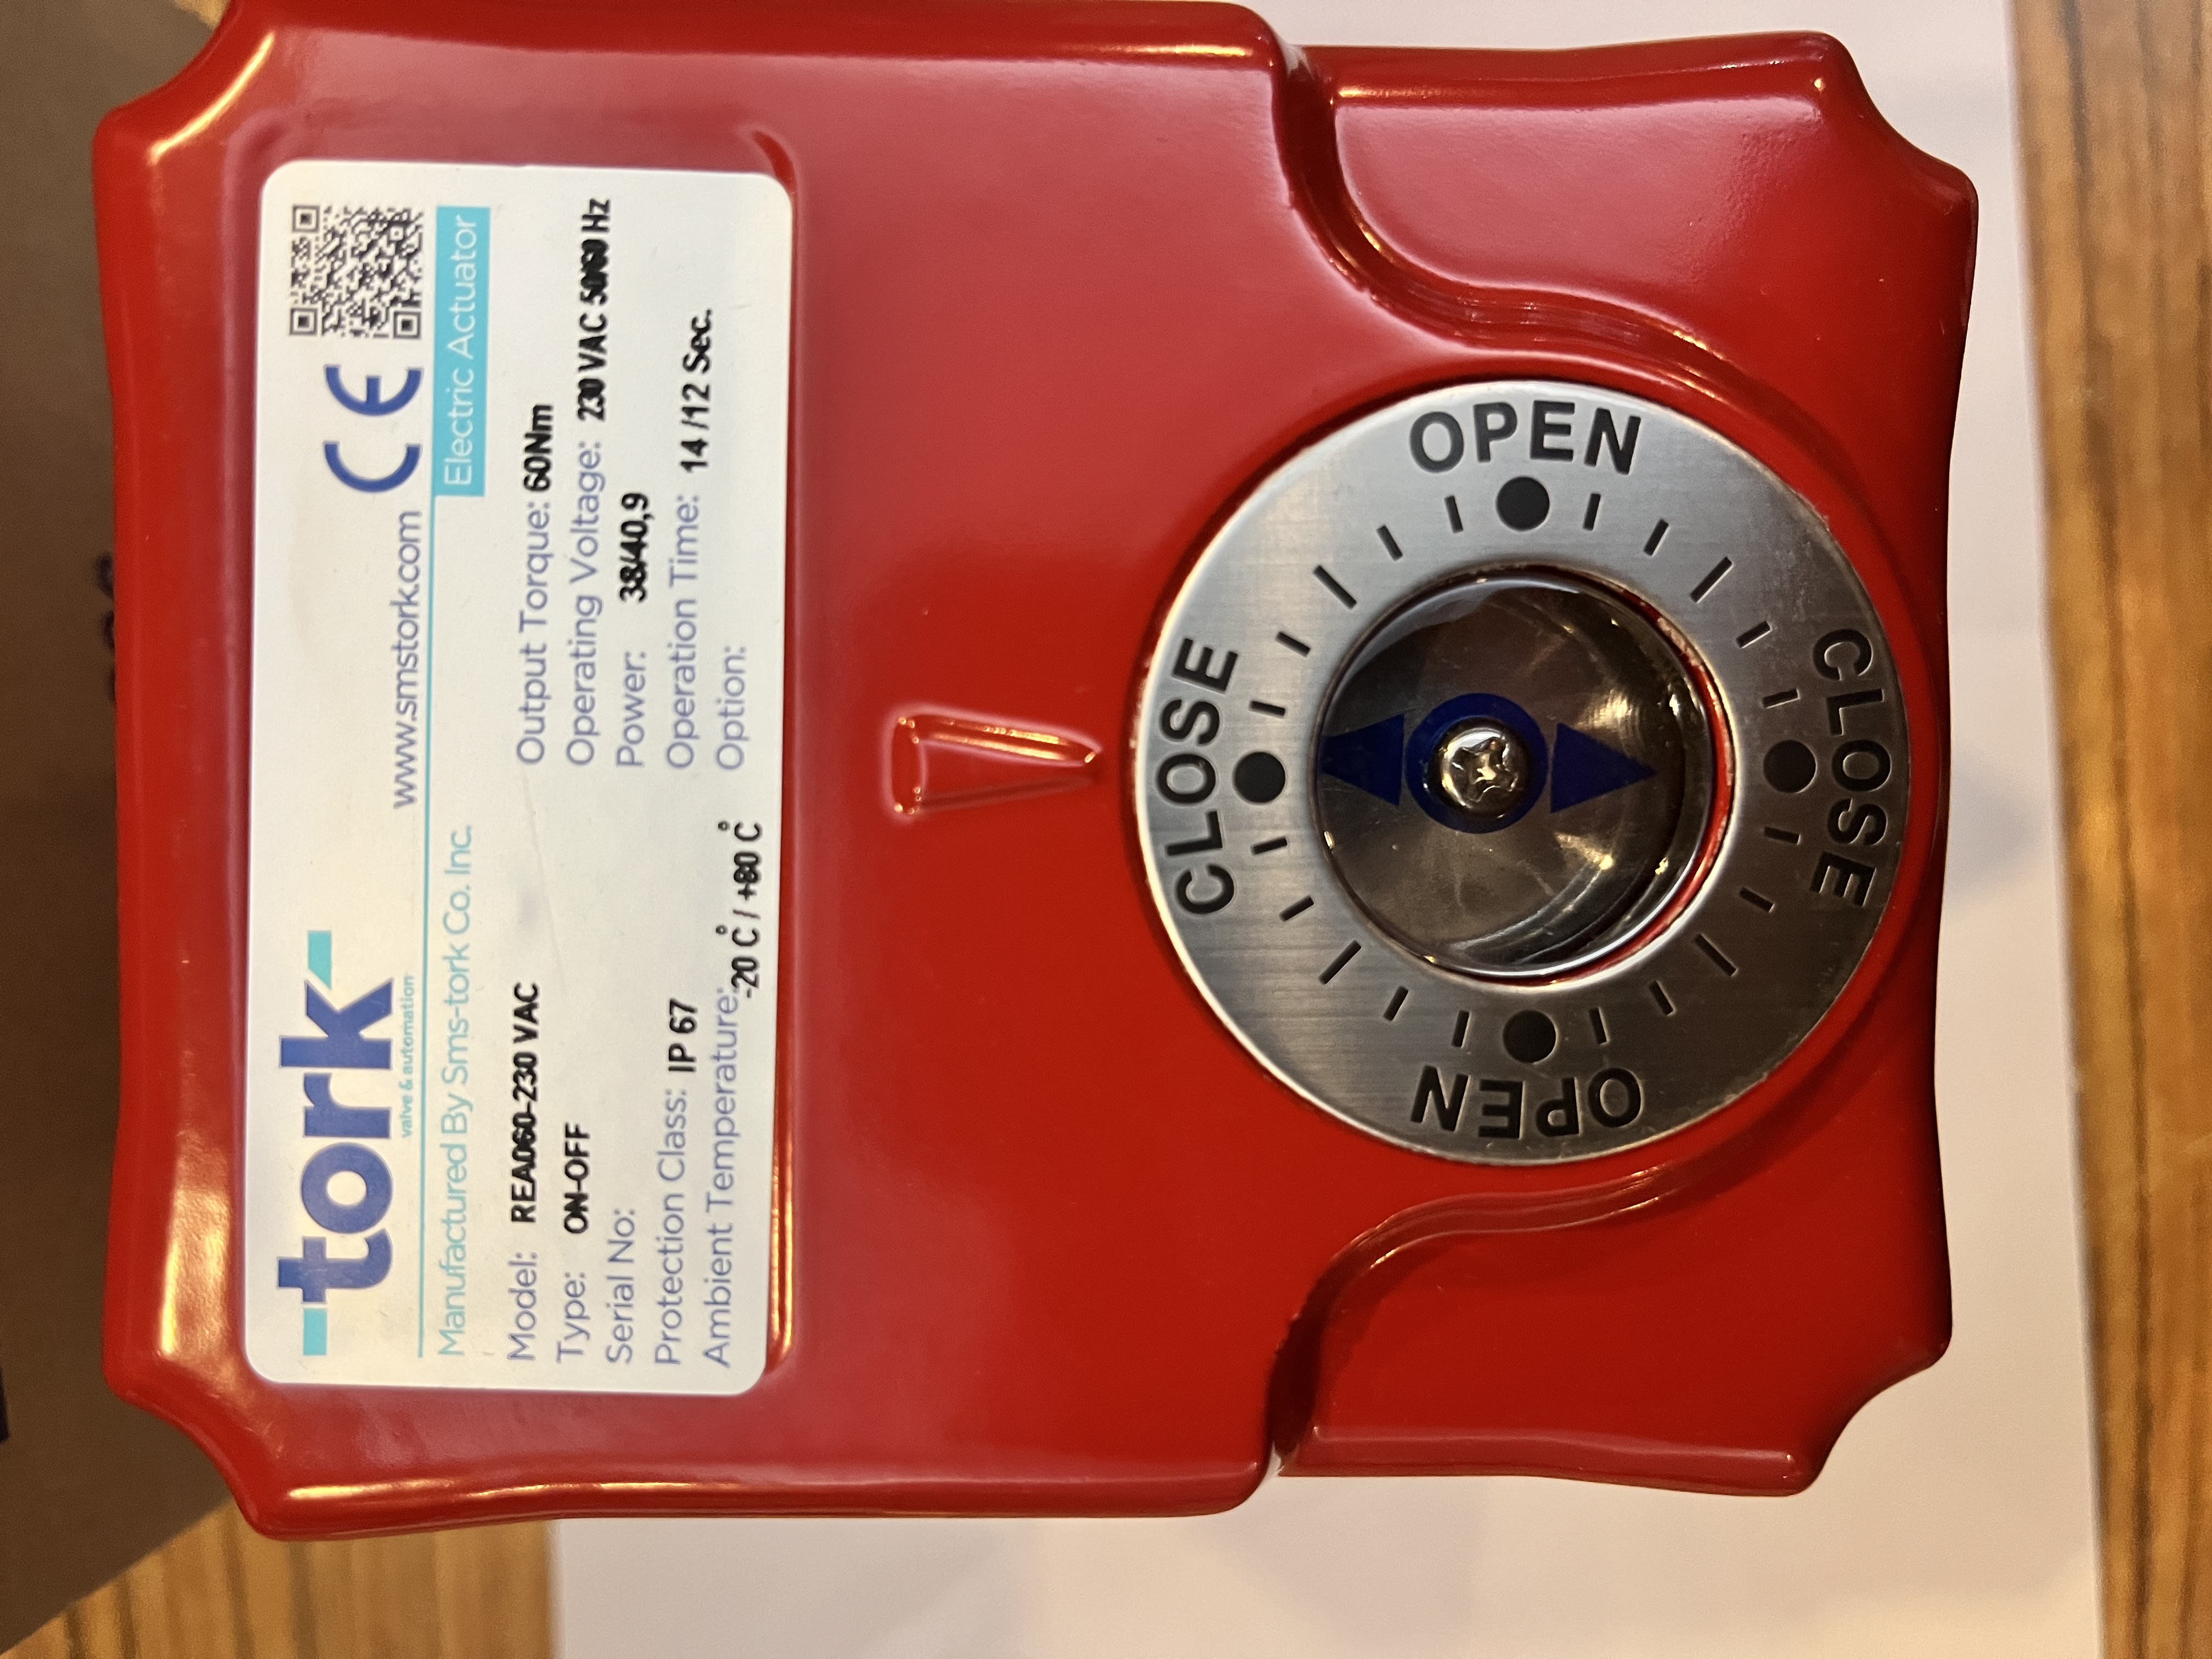 tork
valve & automation
www.smstork.com
CE
Manufactured By Sms-tork Co. Inc.
Electric Actuator
Model: REA060-230 VAC
Type: ON-OFF
Serial No:
Protection Class: IP 67
Ambient Temperature: -20 C° / +80 C°
Output Torque: 60Nm
Operating Voltage: 230 VAC 50/60 Hz
Power: 38/40,9
Operation Time: 14 /12 Sec.
Option:
CLOSE
OPEN
CLOSE
OPEN